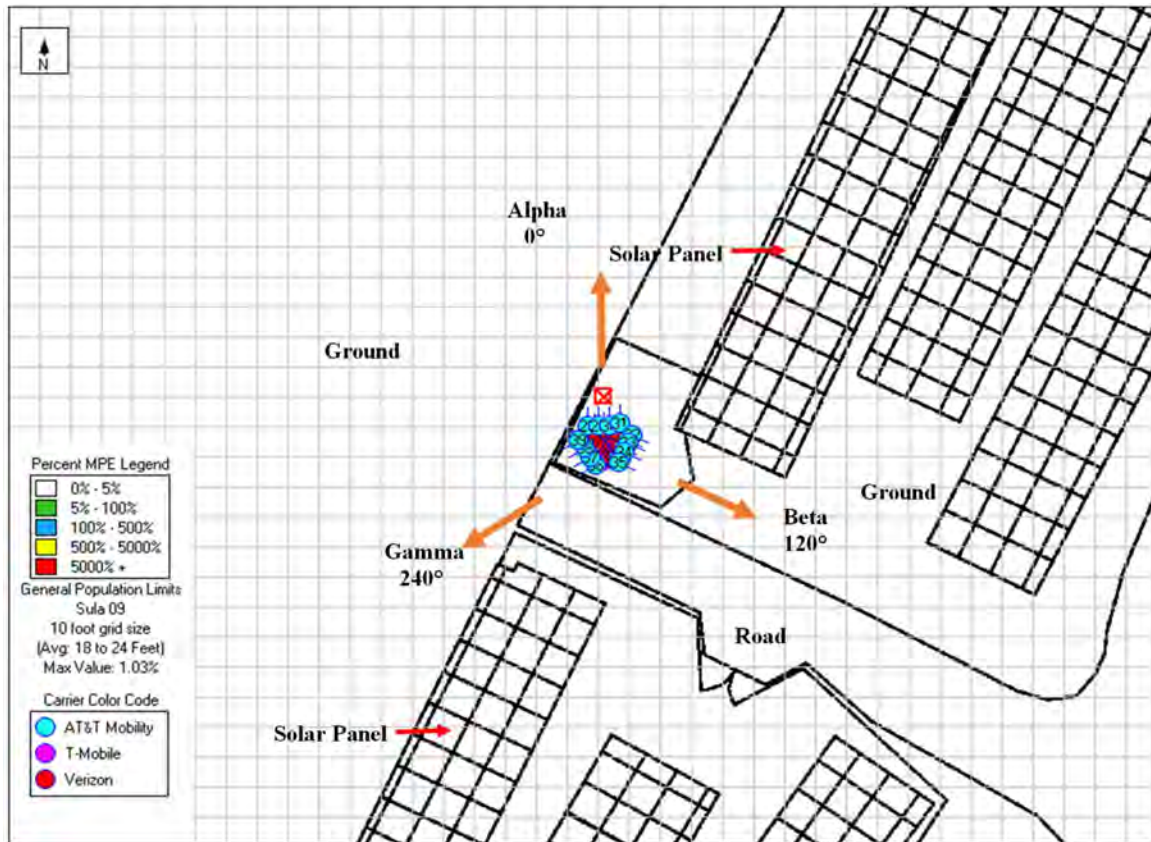 N
Alpha
0°
Solar Panel
Ground
31
Ground
Beta
120°
Gamma
240°
Road
Solar Panel
Percent MPE Legend
0% - 5%
5% - 100%
100% - 500%
500% - 5000%
5000% +
General Population Limits
Sula 09
10 foot grid size
(Avg: 18 to 24 Feet)
Max Value: 1.03%
Carrier Color Code
AT&T Mobility
T-Mobile
Verizon